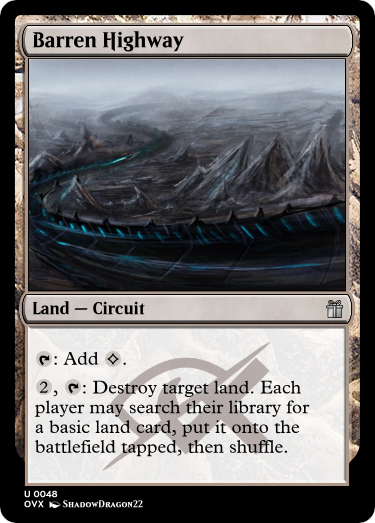 Barren Highway
Land — Circuit
: Add .
2, : Destroy target land. Each
player may search their library for
a basic land card, put it onto the
battlefield tapped, then shuffle.
U 0048
OVX ShadowDragon22